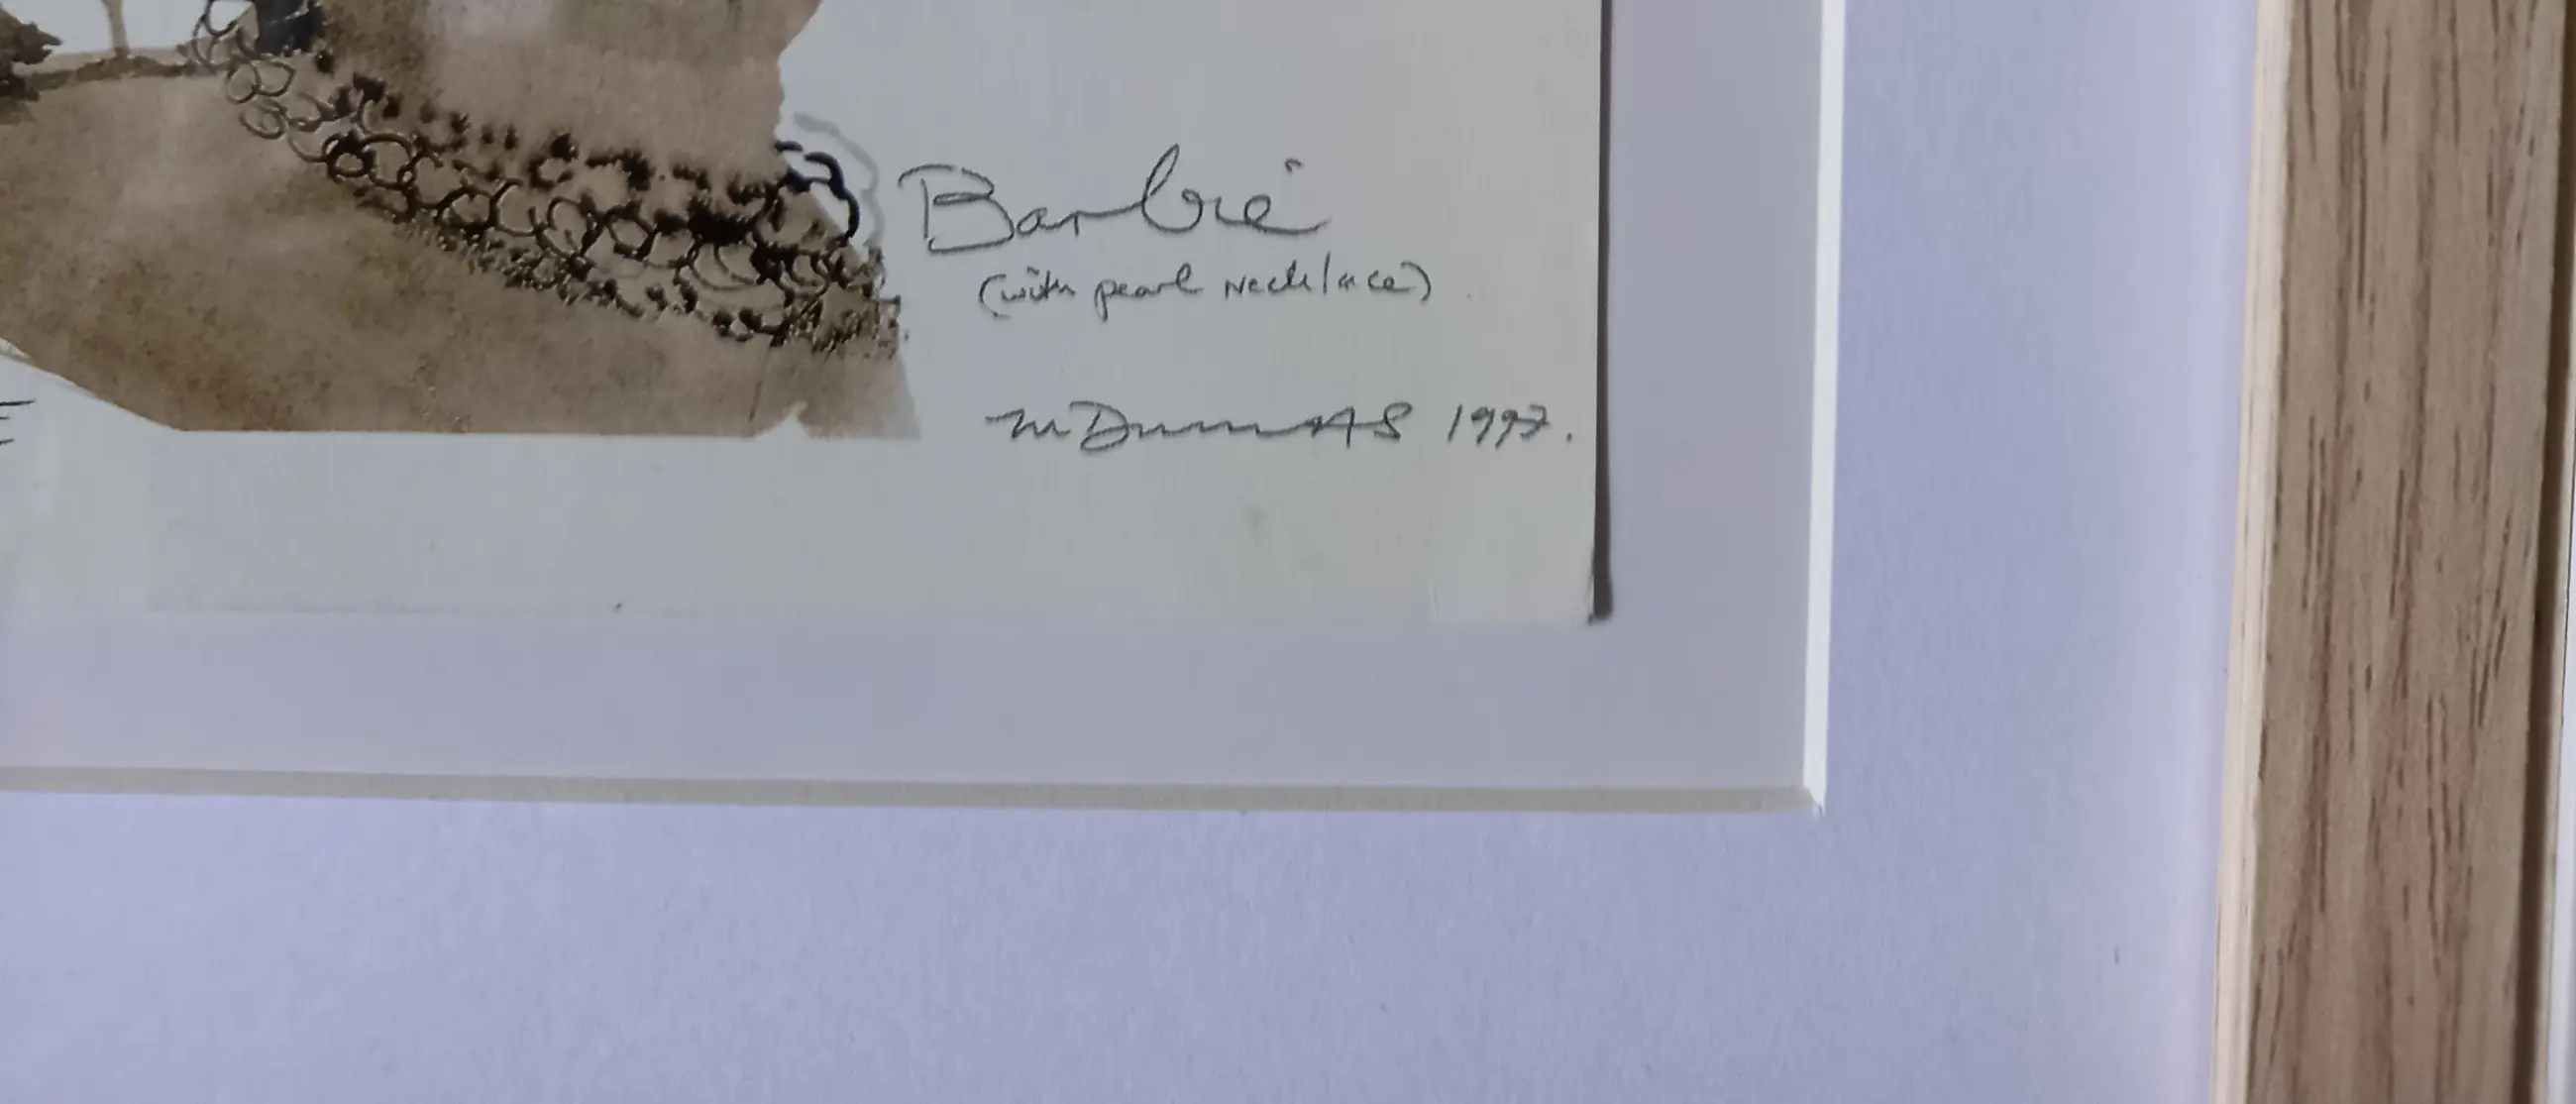 Barbie
(with pearl Necklace)
M Dumas 1997.